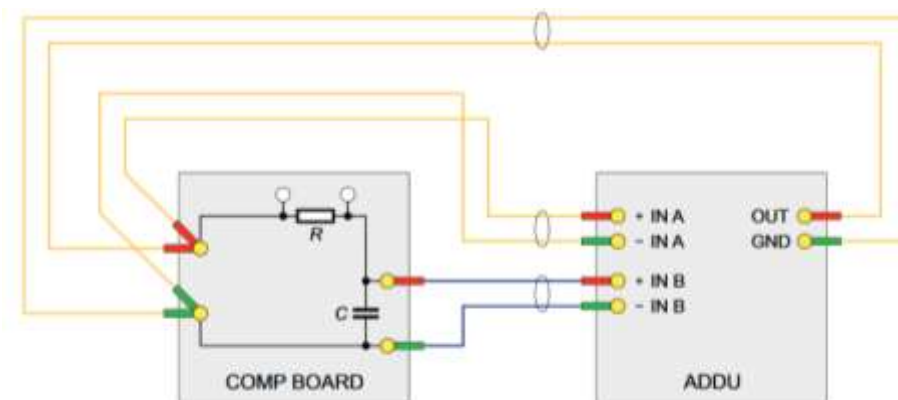 R
C
COMP BOARD
+ IN A
- IN A
+ IN B
- IN B
OUT
GND
ADDU